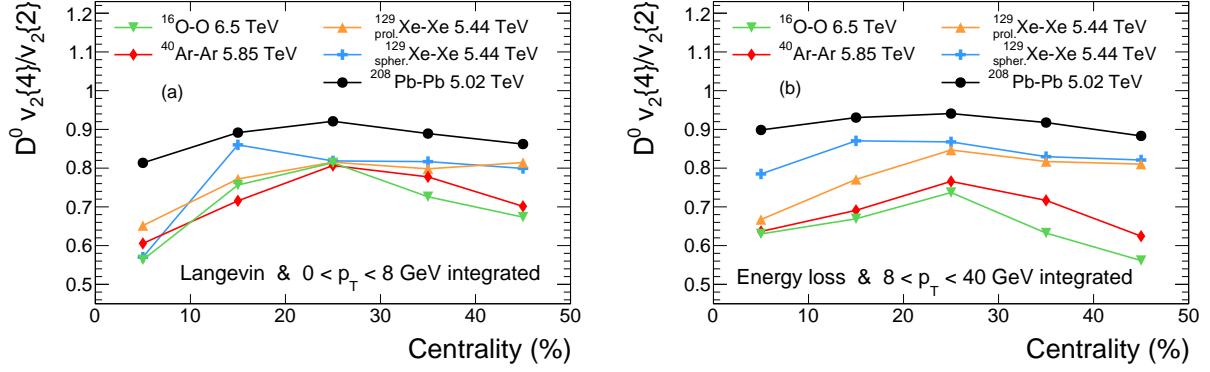 D⁰ v₂{4}/v₂{2}
1.2
1.1
1
0.9
0.8
0.7
0.6
0.5
¹⁶O-O 6.5 TeV
⁴⁰Ar-Ar 5.85 TeV
¹²⁹prol.Xe-Xe 5.44 TeV
¹²⁹spher.Xe-Xe 5.44 TeV
²⁰⁸Pb-Pb 5.02 TeV
(a)
Langevin & 0 < p_T < 8 GeV integrated
0 10 20 30 40 50
Centrality (%)
D⁰ v₂{4}/v₂{2}
1.2
1.1
1
0.9
0.8
0.7
0.6
0.5
¹⁶O-O 6.5 TeV
⁴⁰Ar-Ar 5.85 TeV
¹²⁹prol.Xe-Xe 5.44 TeV
¹²⁹spher.Xe-Xe 5.44 TeV
²⁰⁸Pb-Pb 5.02 TeV
(b)
Energy loss & 8 < p_T < 40 GeV integrated
0 10 20 30 40 50
Centrality (%)